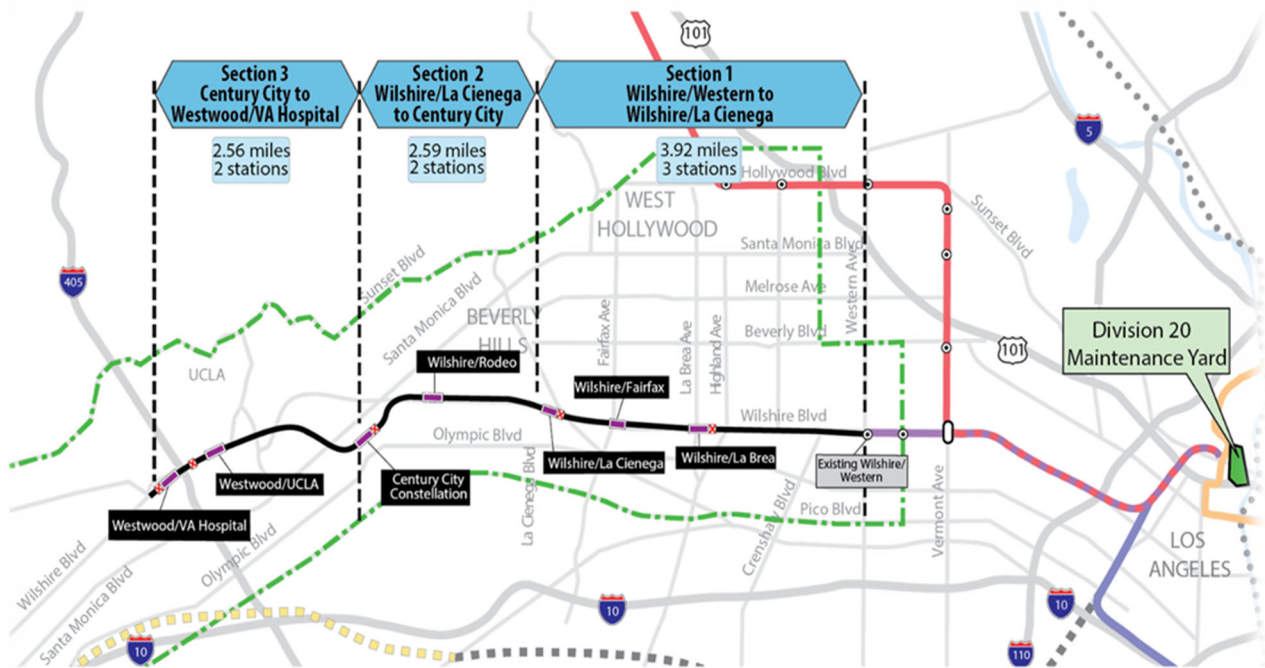 101
Section 3
Century City to
Westwood/VA Hospital
Section 2
Wilshire/La Cienega
to Century City
Section 1
Wilshire/Western to
Wilshire/La Cienega
2.56 miles
2 stations
2.59 miles
2 stations
3.92 miles
3 stations
5
Hollywood Blvd
WEST
HOLLYWOOD
Sunset Blvd
Santa Monica Blvd
Sunset Blvd
405
Santa Monica Blvd
Melrose Ave
Western Ave
BEVERLY
HILLS
Fairfax Ave
La Brea Ave
Highland Ave
Beverly Blvd
101
Division 20
Maintenance Yard
UCLA
Wilshire/Rodeo
Wilshire/Fairfax
Wilshire Blvd
Olympic Blvd
Wilshire/La Cienega
Wilshire/La Brea
Existing Wilshire/
Western
Westwood/UCLA
Century City
Constellation
La Cienega Blvd
Crenshaw Blvd
Pico Blvd
Vermont Ave
Westwood/VA Hospital
Wilshire Blvd
Santa Monica Blvd
Olympic Blvd
LOS
ANGELES
10
10
10
110